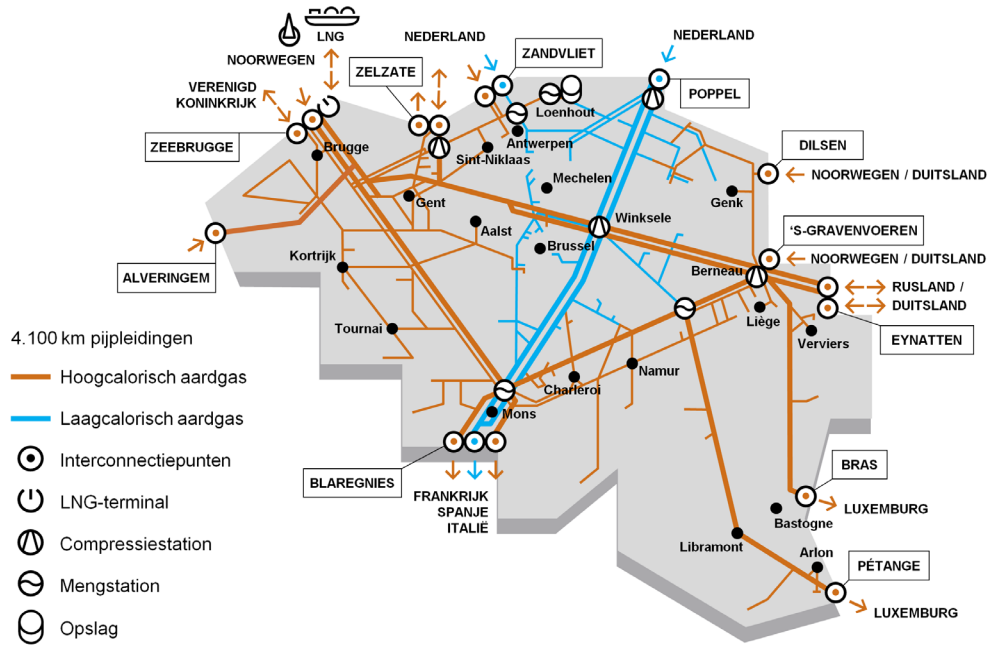 LNG
NOORWEGEN
NEDERLAND
NEDERLAND
ZANDVLIET
ZELZATE
VERENIGD
KONINKRIJK
POPPEL
Loenhout
ZEEBRUGGE
Brugge
Antwerpen
Sint-Niklaas
DILSEN
NOORWEGEN / DUITSLAND
Mechelen
Genk
Gent
Winksele
Aalst
'S-GRAVENVOEREN
Brussel
NOORWEGEN / DUITSLAND
Kortrijk
Berneau
ALVERINGEM
RUSLAND /
DUITSLAND
Liège
Tournai
Verviers
EYNATTEN
4.100 km pijpleidingen
Hoogcalorisch aardgas
Namur
Charleroi
Laagcalorisch aardgas
Mons
Interconnectiepunten
BLAREGNIES
BRAS
FRANKRIJK
SPANJE
ITALIË
LNG-terminal
LUXEMBURG
Bastogne
Compressiestation
Libramont
Arlon
PÉTANGE
Mengstation
LUXEMBURG
Opslag